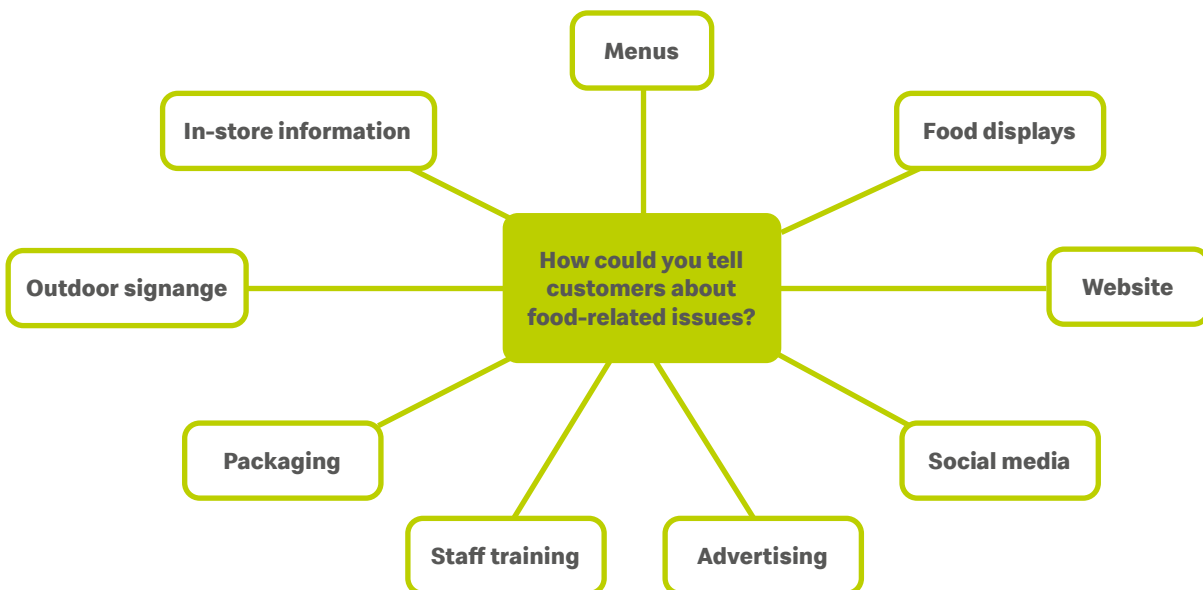 Menus
In-store information
Food displays
How could you tell
customers about
food-related issues?
Outdoor signange
Website
Packaging
Social media
Staff training
Advertising